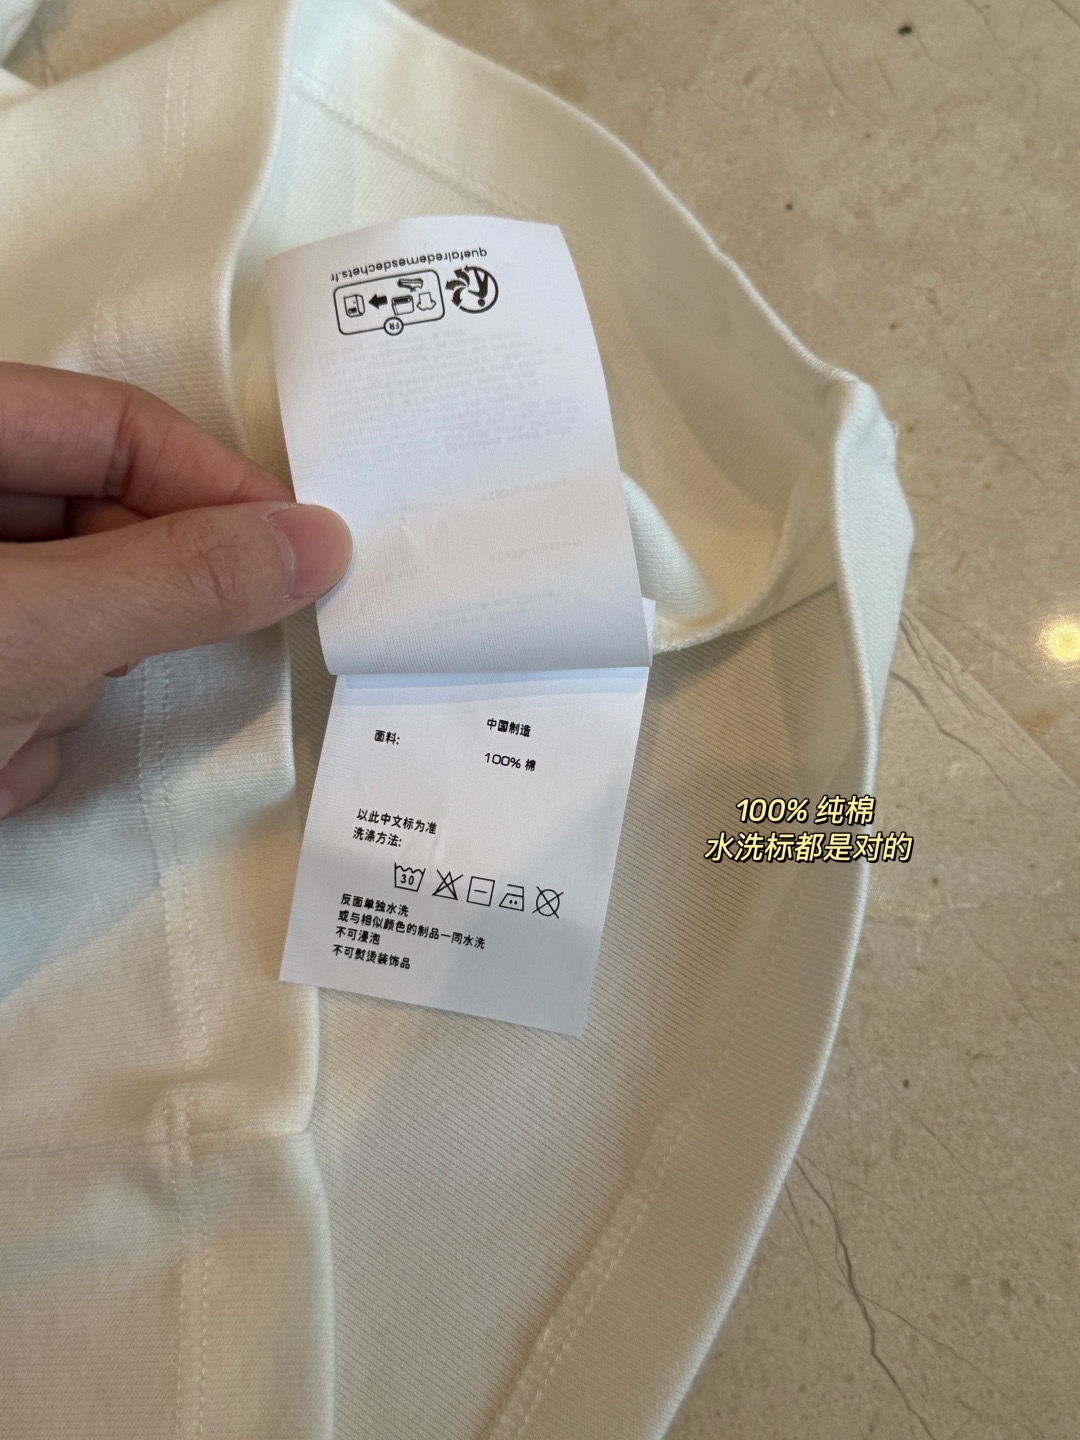 quefairedemesdechets.fr
FR
中国制造
面料:
100% 棉
以此中文标为准
洗涤方法:
30
反面单独水洗
或与相似颜色的制品一同水洗
不可浸泡
不可熨烫装饰品
100% 纯棉
水洗标都是对的